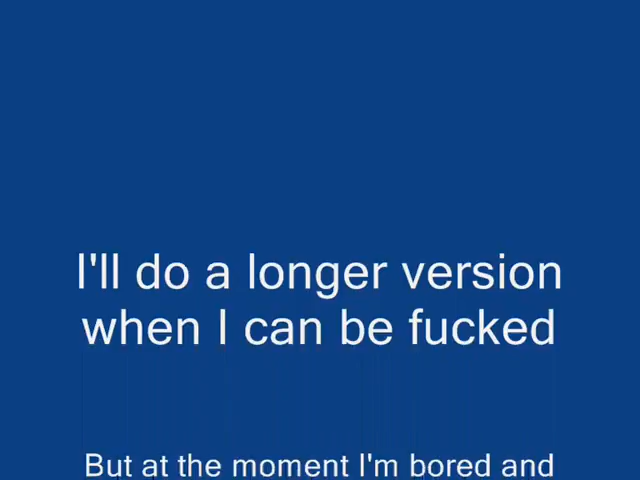 I'll do a longer version
when I can be fucked
But at the moment I'm bored and